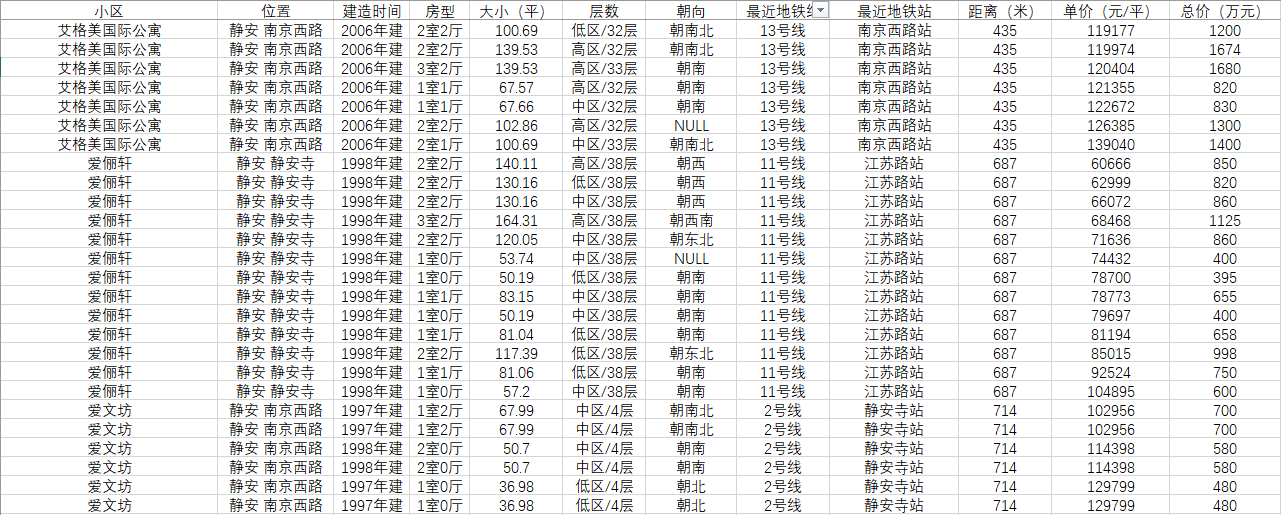 小区 位置 建造时间 房型 大小（平） 层数 朝向 最近地铁 最近地铁站 距离（米） 单价（元/平） 总价（万元）
艾格美国际公寓 静安 南京西路 2006年建 2室2厅 100.69 低区/32层 朝南北 13号线 南京西路站 435 119177 1200
艾格美国际公寓 静安 南京西路 2006年建 2室2厅 139.53 高区/32层 朝南北 13号线 南京西路站 435 119974 1674
艾格美国际公寓 静安 南京西路 2006年建 3室2厅 139.53 高区/33层 朝南 13号线 南京西路站 435 120404 1680
艾格美国际公寓 静安 南京西路 2006年建 1室1厅 67.57 高区/32层 朝南 13号线 南京西路站 435 121355 820
艾格美国际公寓 静安 南京西路 2006年建 1室1厅 67.66 中区/32层 朝南 13号线 南京西路站 435 122672 830
艾格美国际公寓 静安 南京西路 2006年建 2室2厅 102.86 高区/32层 NULL 13号线 南京西路站 435 126385 1300
艾格美国际公寓 静安 南京西路 2006年建 2室1厅 100.69 中区/33层 朝南北 13号线 南京西路站 435 139040 1400
爱俪轩 静安 静安寺 1998年建 2室2厅 140.11 高区/38层 朝西 11号线 江苏路站 687 60666 850
爱俪轩 静安 静安寺 1998年建 2室2厅 130.16 低区/38层 朝西 11号线 江苏路站 687 62999 820
爱俪轩 静安 静安寺 1998年建 2室2厅 130.16 中区/38层 朝西 11号线 江苏路站 687 66072 860
爱俪轩 静安 静安寺 1998年建 3室2厅 164.31 高区/38层 朝西南 11号线 江苏路站 687 68468 1125
爱俪轩 静安 静安寺 1998年建 2室2厅 120.05 中区/38层 朝东北 11号线 江苏路站 687 71636 860
爱俪轩 静安 静安寺 1998年建 1室0厅 53.74 中区/38层 NULL 11号线 江苏路站 687 74432 400
爱俪轩 静安 静安寺 1998年建 1室0厅 50.19 低区/38层 朝南 11号线 江苏路站 687 78700 395
爱俪轩 静安 静安寺 1998年建 1室1厅 83.15 中区/38层 朝南 11号线 江苏路站 687 78773 655
爱俪轩 静安 静安寺 1998年建 1室0厅 50.19 中区/38层 朝南 11号线 江苏路站 687 79697 400
爱俪轩 静安 静安寺 1998年建 1室1厅 81.04 低区/38层 朝南 11号线 江苏路站 687 81194 658
爱俪轩 静安 静安寺 1998年建 2室2厅 117.39 低区/38层 朝东北 11号线 江苏路站 687 85015 998
爱俪轩 静安 静安寺 1998年建 1室1厅 81.06 低区/38层 朝南 11号线 江苏路站 687 92524 750
爱俪轩 静安 静安寺 1998年建 1室0厅 57.2 中区/38层 朝南 11号线 江苏路站 687 104895 600
爱文坊 静安 南京西路 1997年建 1室2厅 67.99 中区/4层 朝南北 2号线 静安寺站 714 102956 700
爱文坊 静安 南京西路 1997年建 1室2厅 67.99 中区/4层 朝南北 2号线 静安寺站 714 102956 700
爱文坊 静安 南京西路 1998年建 2室0厅 50.7 中区/4层 朝南 2号线 静安寺站 714 114398 580
爱文坊 静安 南京西路 1998年建 2室0厅 50.7 中区/4层 朝南 2号线 静安寺站 714 114398 580
爱文坊 静安 南京西路 1997年建 1室0厅 36.98 低区/4层 朝北 2号线 静安寺站 714 129799 480
爱文坊 静安 南京西路 1997年建 1室0厅 36.98 低区/4层 朝北 2号线 静安寺站 714 129799 480